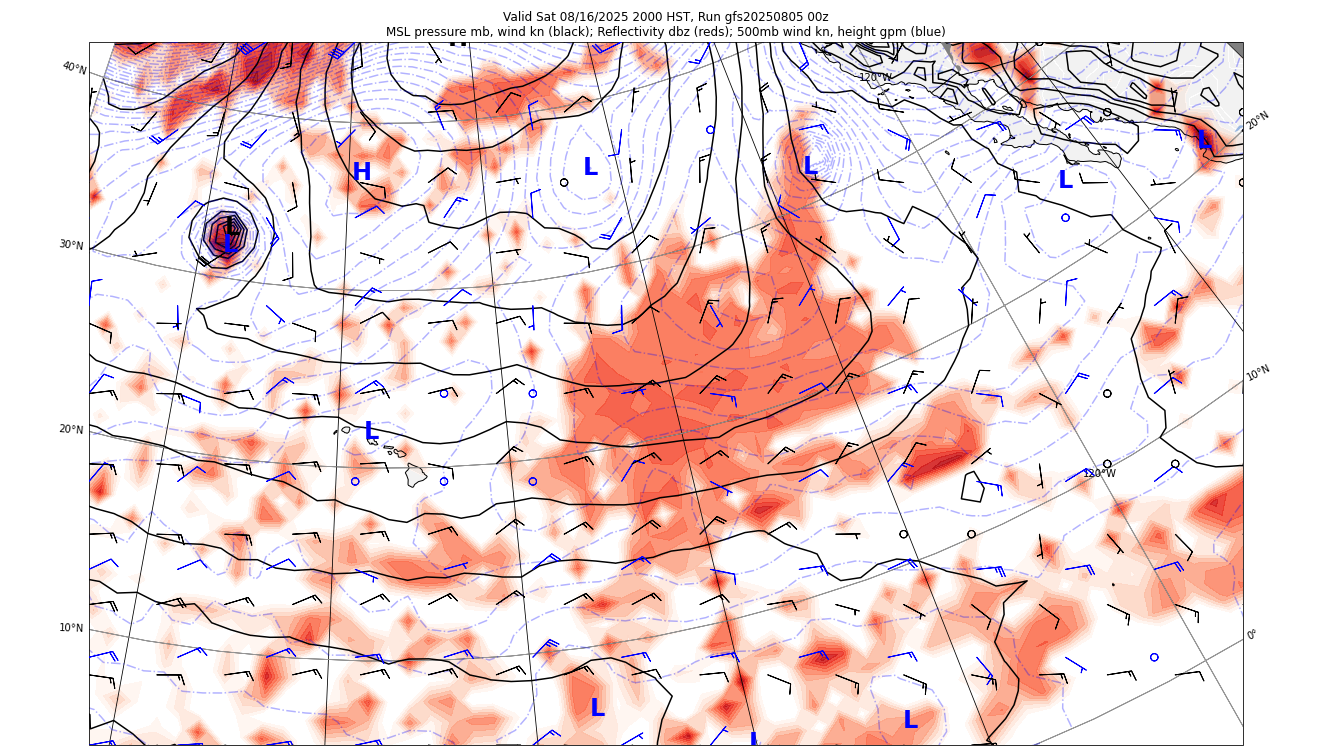 Valid Sat 08/16/2025 2000 HST, Run gfs20250805 00z
MSL pressure mb, wind kn (black); Reflectivity dbz (reds); 500mb wind kn, height gpm (blue)
40°N
120°W
20°N
L
L
L
H
L
L
L
30°N
L
10°N
20°N
L
120°W
10°N
0°
L
L
L